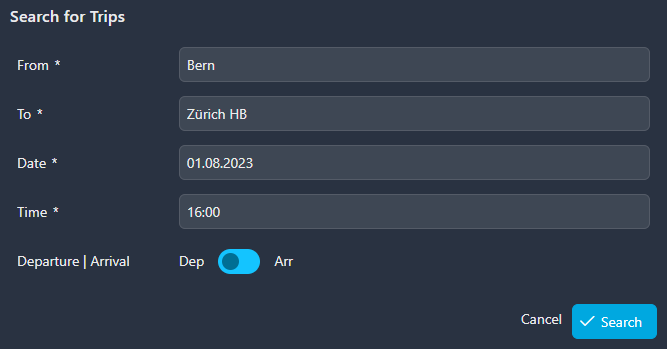 Search for Trips
From *
Bern
To *
Zürich HB
Date *
01.08.2023
Time *
16:00
Departure | Arrival
Dep
Arr
Cancel
Search